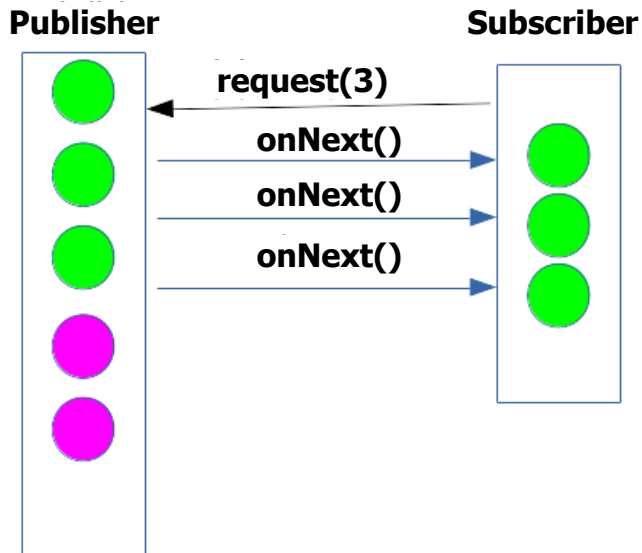 Publisher
Subscriber
request(3)
onNext()
onNext()
onNext()